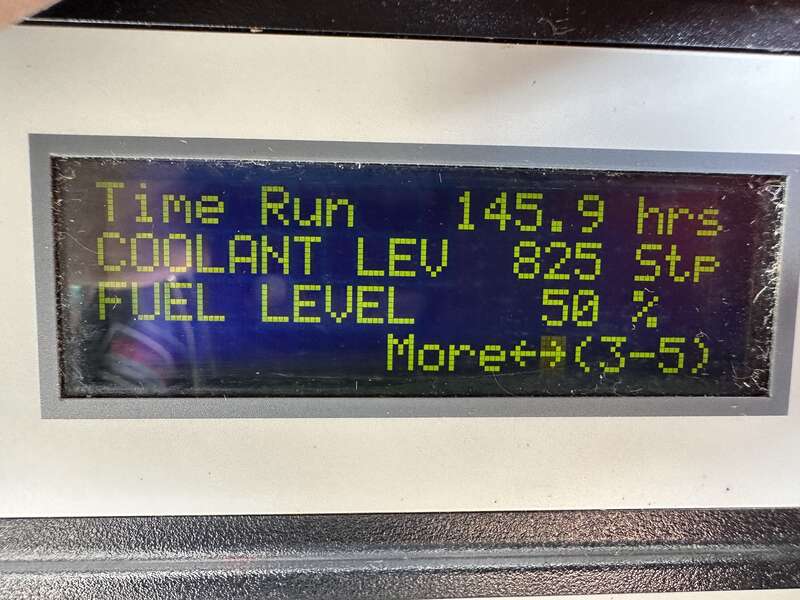 Time Run 145.9 hrs
COOLANT LEV 825 Stp
FUEL LEVEL 50 %
More←→(3-5)